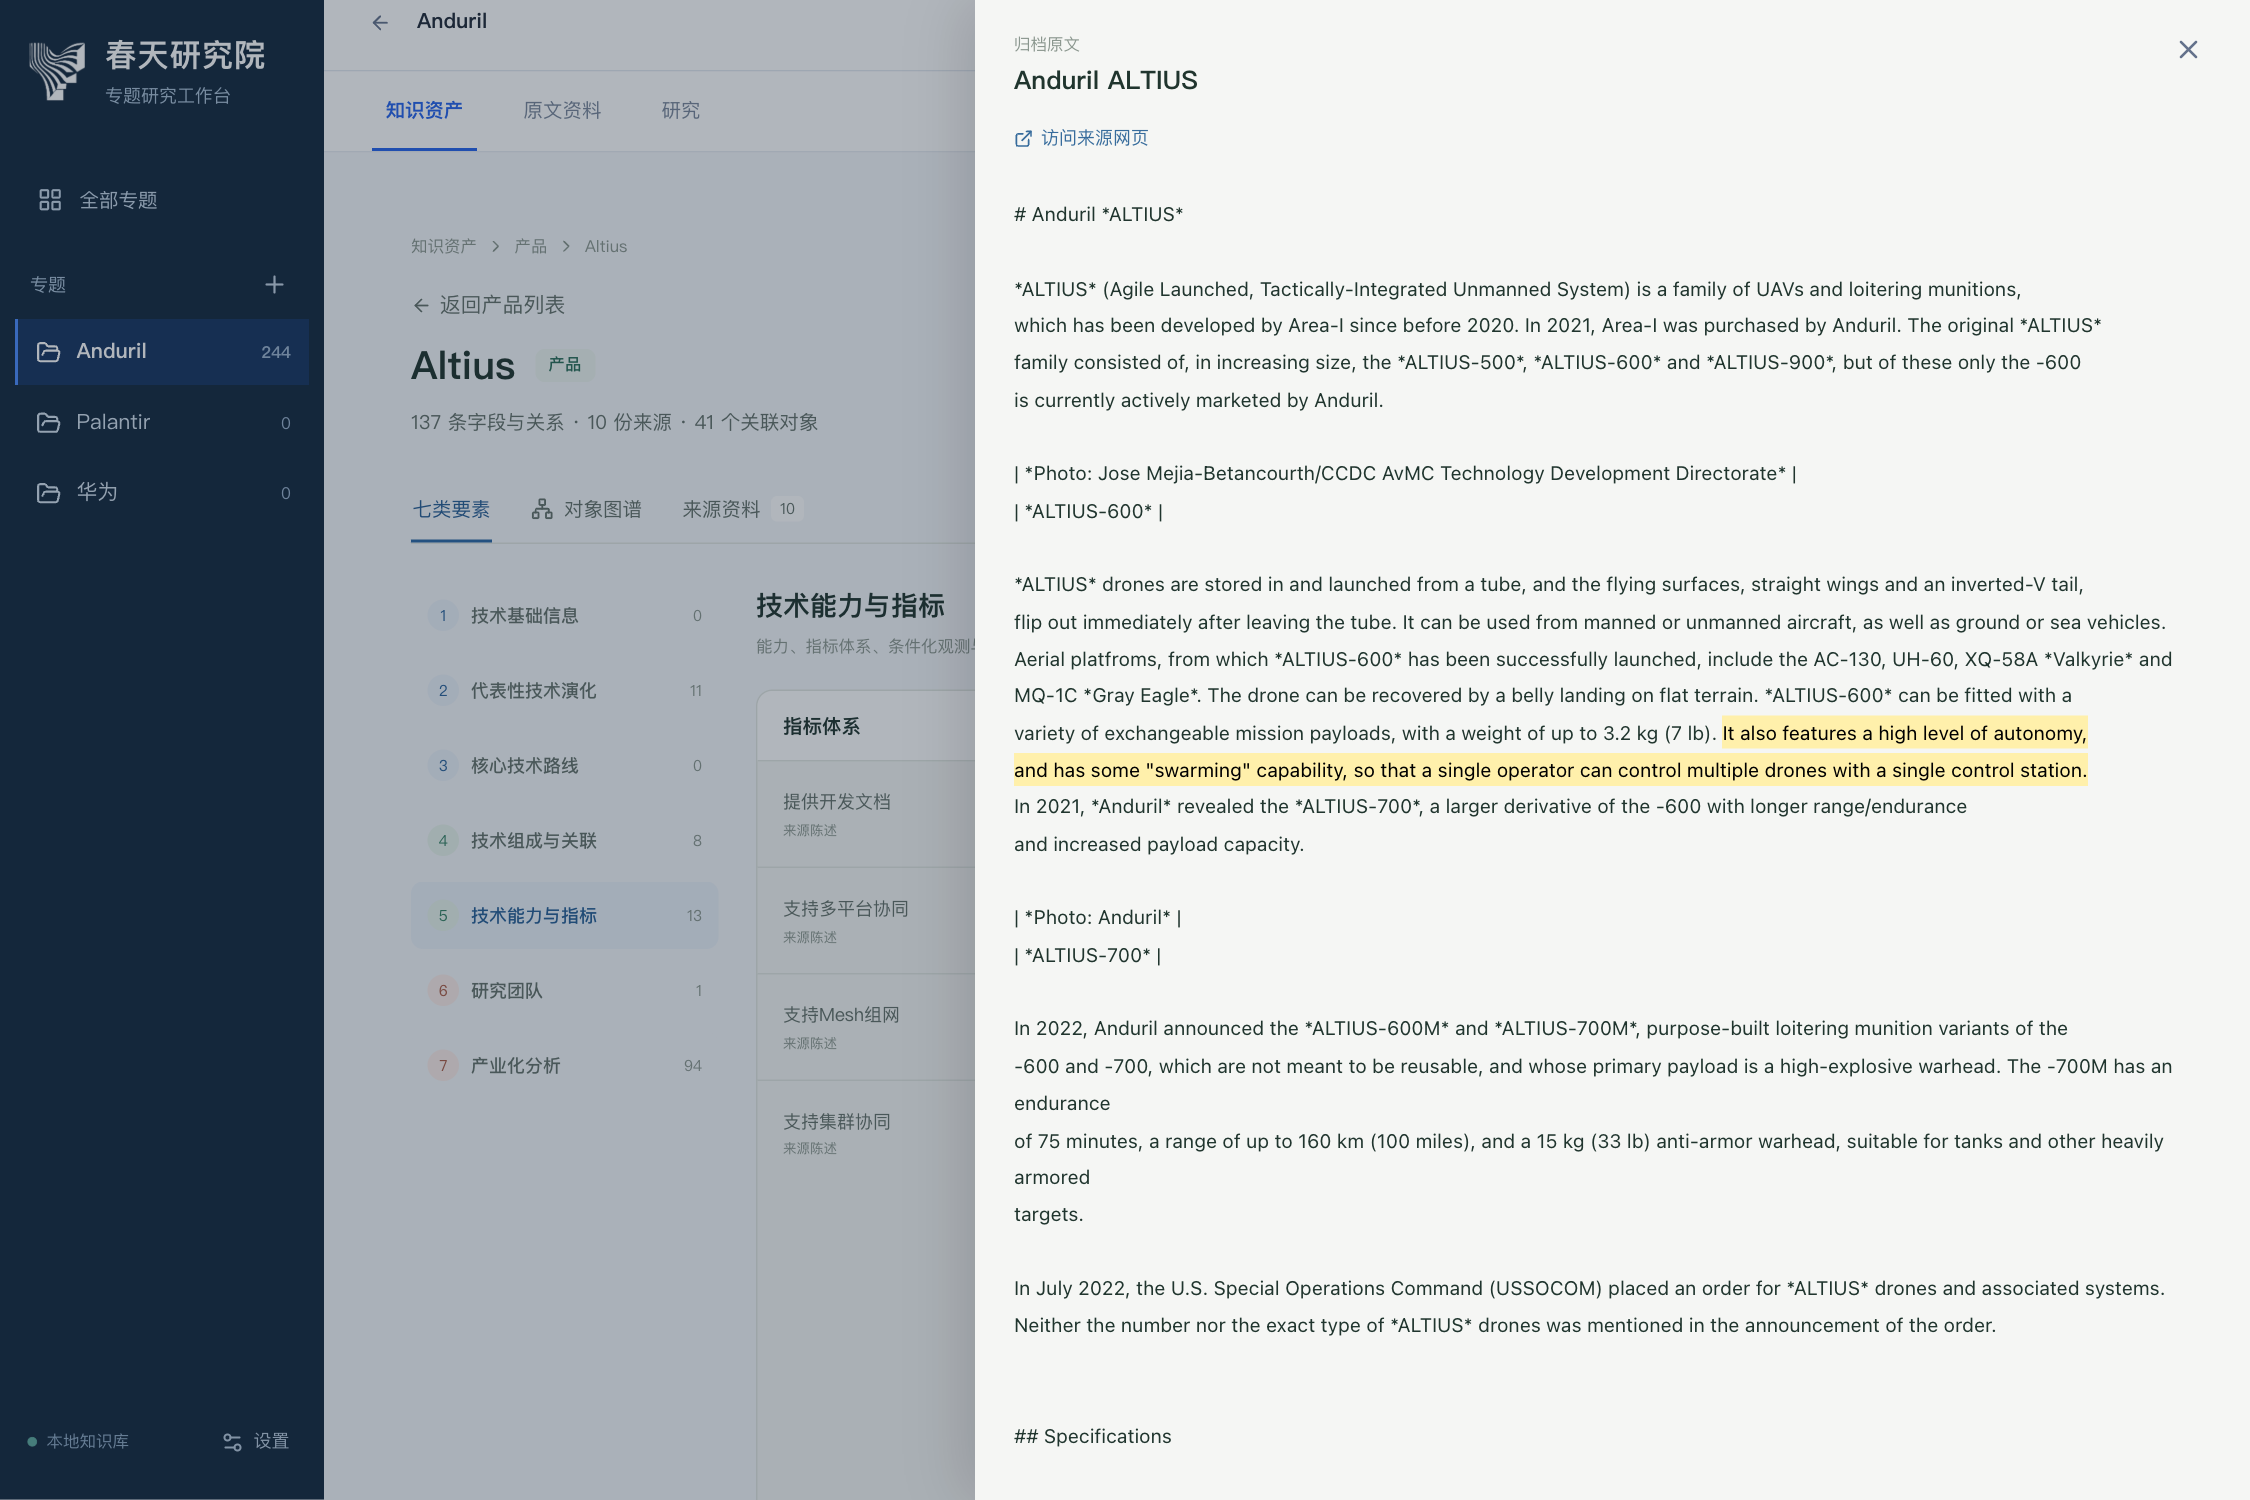 春天研究院
专题研究工作台
全部专题
专题
Anduril 244
Palantir 0
华为 0
本地知识库 设置
Anduril
知识资产 原文资料 研究
知识资产 > 产品 > Altius
返回产品列表
Altius 产品
137 条字段与关系 · 10 份来源 · 41 个关联对象
七类要素 对象图谱 来源资料 10
1 技术基础信息 0
2 代表性技术演化 11
3 核心技术路线 0
4 技术组成与关联 8
5 技术能力与指标 13
6 研究团队 1
7 产业化分析 94
技术能力与指标
能力、指标体系、条件化观测
指标体系
提供开发文档
来源陈述
支持多平台协同
来源陈述
支持Mesh组网
来源陈述
支持集群协同
来源陈述
归档原文
Anduril ALTIUS
访问来源网页
# Anduril *ALTIUS*
*ALTIUS* (Agile Launched, Tactically-Integrated Unmanned System) is a family of UAVs and loitering munitions,
which has been developed by Area-I since before 2020. In 2021, Area-I was purchased by Anduril. The original *ALTIUS*
family consisted of, in increasing size, the *ALTIUS-500*, *ALTIUS-600* and *ALTIUS-900*, but of these only the -600
is currently actively marketed by Anduril.
| *Photo: Jose Mejia-Betancourth/CCDC AvMC Technology Development Directorate* |
| *ALTIUS-600* |
*ALTIUS* drones are stored in and launched from a tube, and the flying surfaces, straight wings and an inverted-V tail,
flip out immediately after leaving the tube. It can be used from manned or unmanned aircraft, as well as ground or sea vehicles.
Aerial platfroms, from which *ALTIUS-600* has been successfully launched, include the AC-130, UH-60, XQ-58A *Valkyrie* and
MQ-1C *Gray Eagle*. The drone can be recovered by a belly landing on flat terrain. *ALTIUS-600* can be fitted with a
variety of exchangeable mission payloads, with a weight of up to 3.2 kg (7 lb). It also features a high level of autonomy,
and has some "swarming" capability, so that a single operator can control multiple drones with a single control station.
In 2021, *Anduril* revealed the *ALTIUS-700*, a larger derivative of the -600 with longer range/endurance
and increased payload capacity.
| *Photo: Anduril* |
| *ALTIUS-700* |
In 2022, Anduril announced the *ALTIUS-600M* and *ALTIUS-700M*, purpose-built loitering munition variants of the
-600 and -700, which are not meant to be reusable, and whose primary payload is a high-explosive warhead. The -700M has an
endurance
of 75 minutes, a range of up to 160 km (100 miles), and a 15 kg (33 lb) anti-armor warhead, suitable for tanks and other heavily
armored
targets.
In July 2022, the U.S. Special Operations Command (USSOCOM) placed an order for *ALTIUS* drones and associated systems.
Neither the number nor the exact type of *ALTIUS* drones was mentioned in the announcement of the order.
## Specifications